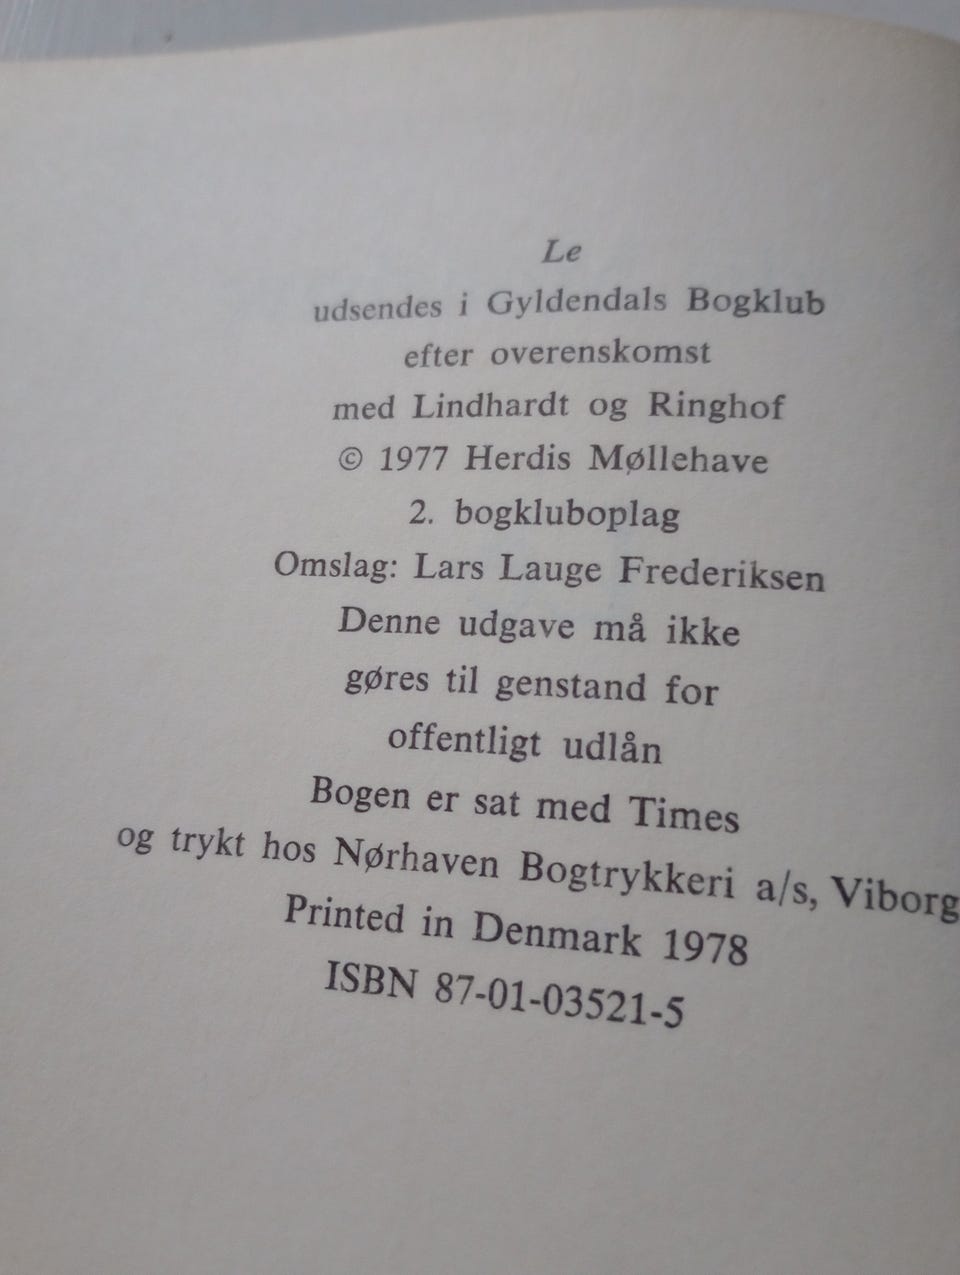 Le
udsendes i Gyldendals Bogklub
efter overenskomst
med Lindhardt og Ringhof
© 1977 Herdis Møllehave
2. bogkluboplag
Omslag: Lars Lauge Frederiksen
Denne udgave må ikke
gøres til genstand for
offentligt udlån
Bogen er sat med Times
og trykt hos Nørhaven Bogtrykkeri a/s, Viborg
Printed in Denmark 1978
ISBN 87-01-03521-5